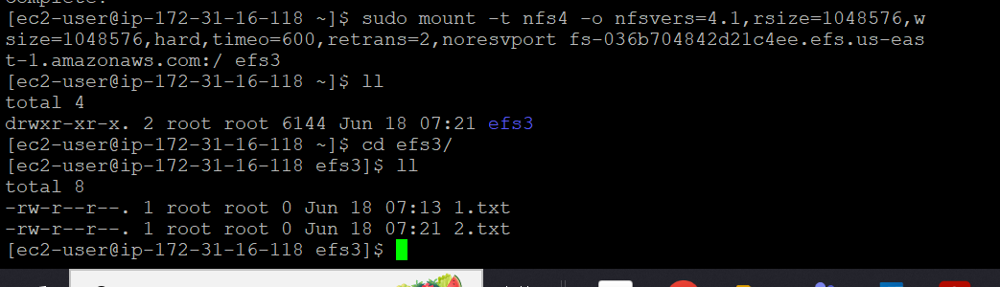 [ec2-user@ip-172-31-16-118 ~]$ sudo mount -t nfs4 -o nfsvers=4.1,rsize=1048576,w
size=1048576,hard,timeo=600,retrans=2,noresvport fs-036b704842d21c4ee.efs.us-eas
t-1.amazonaws.com:/ efs3
[ec2-user@ip-172-31-16-118 ~]$ ll
total 4
drwxr-xr-x. 2 root root 6144 Jun 18 07:21 efs3
[ec2-user@ip-172-31-16-118 ~]$ cd efs3/
[ec2-user@ip-172-31-16-118 efs3]$ ll
total 8
-rw-r--r--. 1 root root 0 Jun 18 07:13 1.txt
-rw-r--r--. 1 root root 0 Jun 18 07:21 2.txt
[ec2-user@ip-172-31-16-118 efs3]$